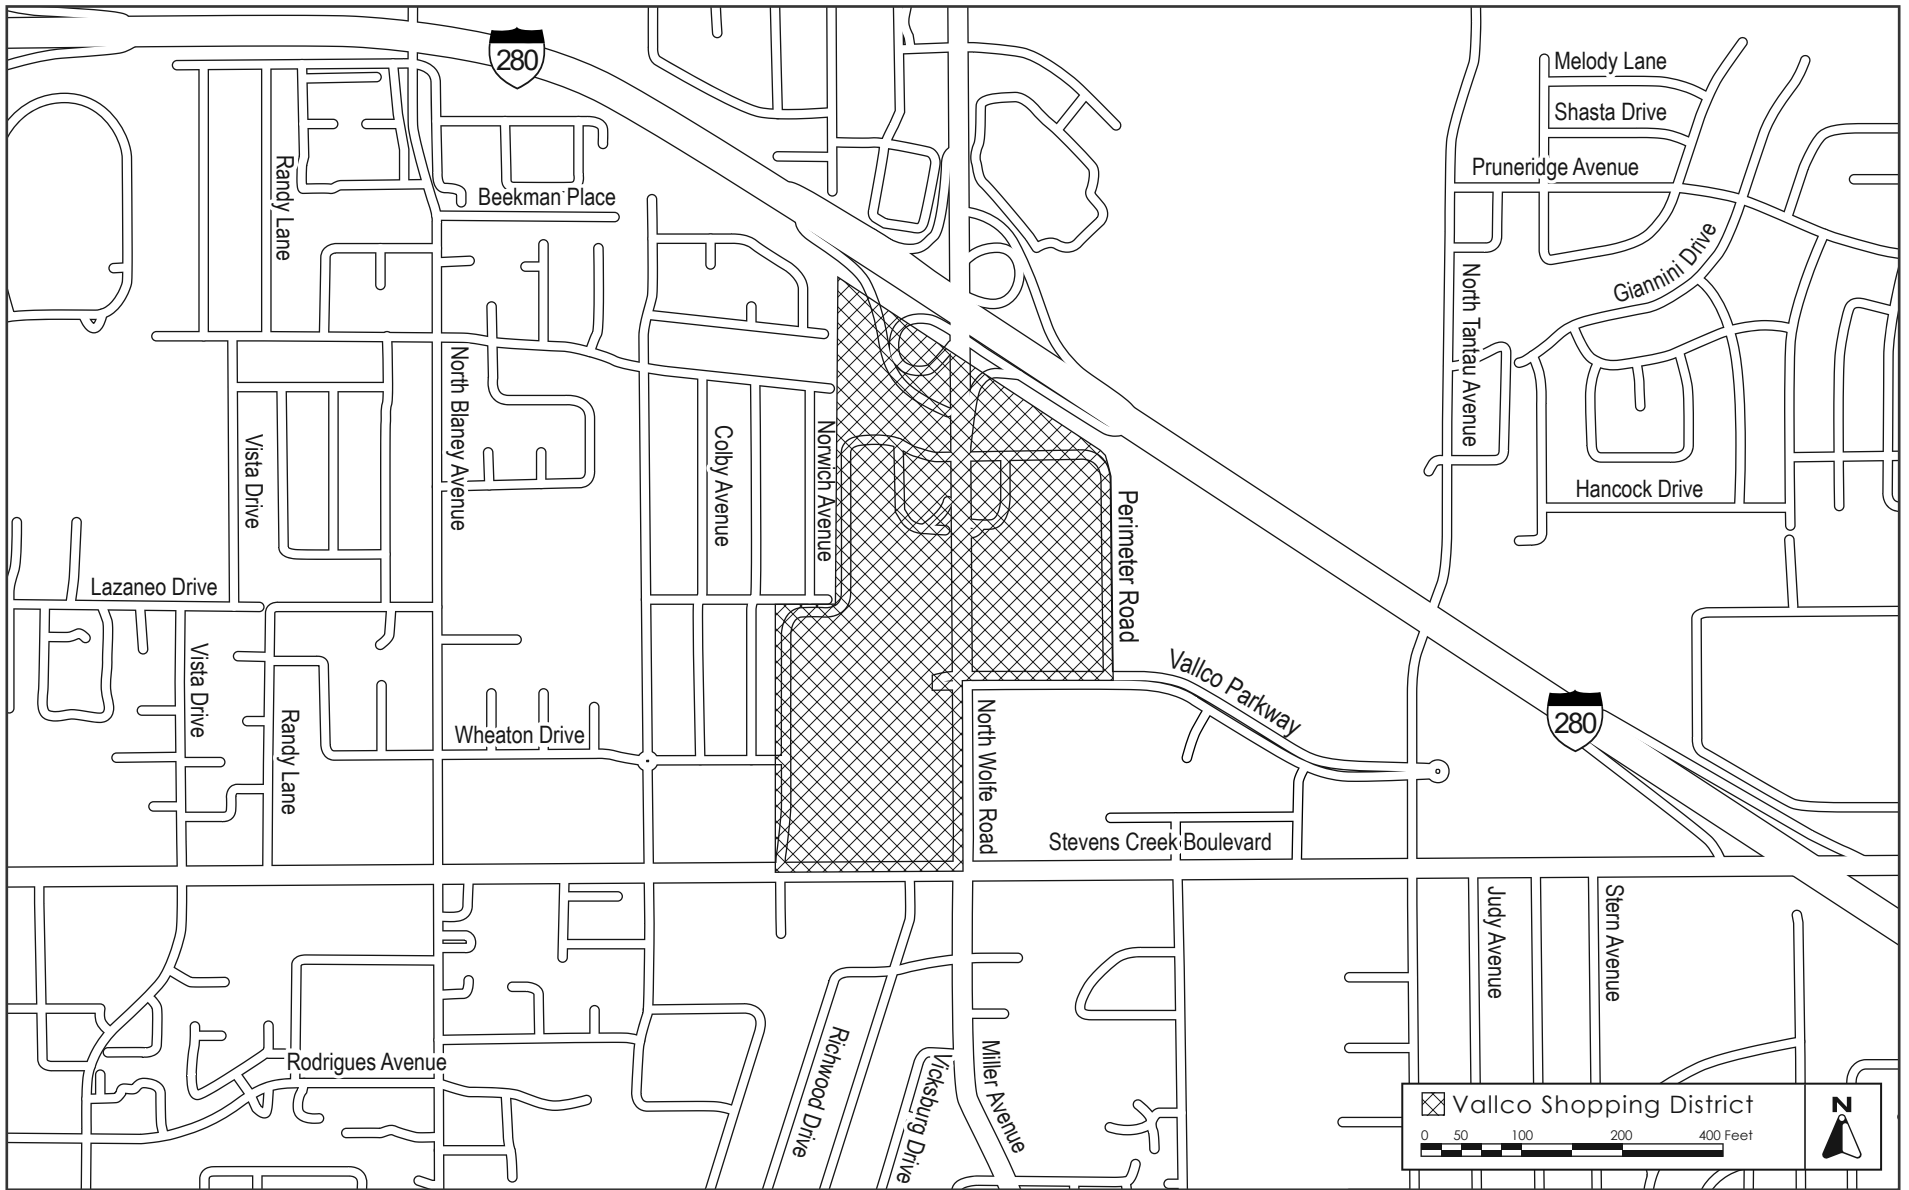 280
Melody Lane
Shasta Drive
Pruneridge Avenue
Randy Lane
Beekman Place
Giannini Drive
North Tantau Avenue
North Blaney Avenue
Vista Drive
Colby Avenue
Norwich Avenue
Hancock Drive
Perimeter Road
Lazaneo Drive
Vista Drive
Vallco Parkway
Randy Lane
Wheaton Drive
North Wolfe Road
280
Stevens Creek Boulevard
Judy Avenue
Stern Avenue
Rodrigues Avenue
Richwood Drive
Vicksburg Drive
Miller Avenue
Vallco Shopping District
0 50 100 200 400 Feet
N